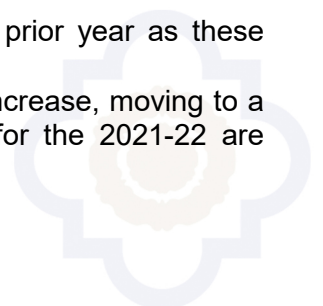 prior year as these
ncrease, moving to a
for the 2021-22 are